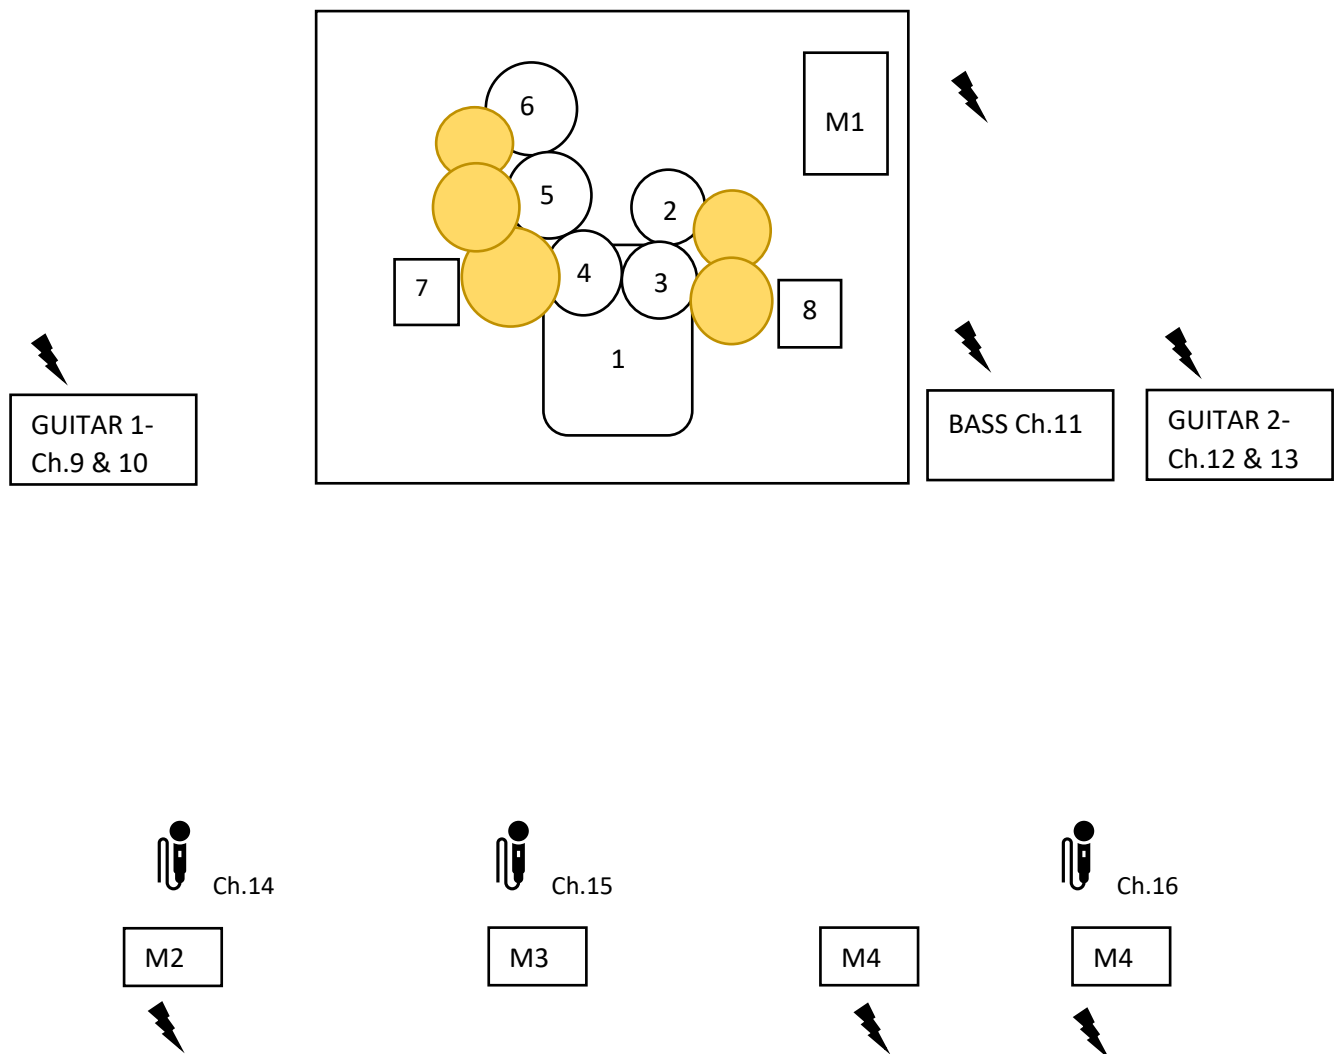 6
M1
5
2
4
3
7
8
1
GUITAR 1-
Ch.9 & 10
BASS Ch.11
GUITAR 2-
Ch.12 & 13
Ch.14
Ch.15
Ch.16
M2
M3
M4
M4